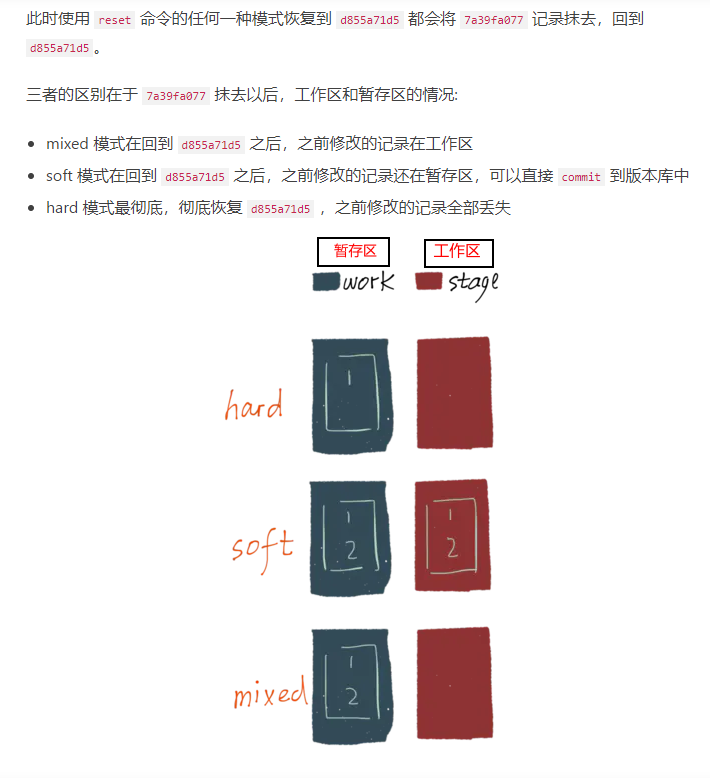 此时使用 reset 命令的任何一种模式恢复到 d855a71d5 都会将 7a39fa077 记录抹去，回到
d855a71d5。
三者的区别在于 7a39fa077 抹去以后，工作区和暂存区的情况:
mixed 模式在回到 d855a71d5 之后，之前修改的记录在工作区
soft 模式在回到 d855a71d5 之后，之前修改的记录还在暂存区，可以直接 commit 到版本库中
hard 模式最彻底，彻底恢复 d855a71d5 ，之前修改的记录全部丢失
暂存区 工作区
work stage
hard 1
soft 1 1
2 2
mixed 1
2